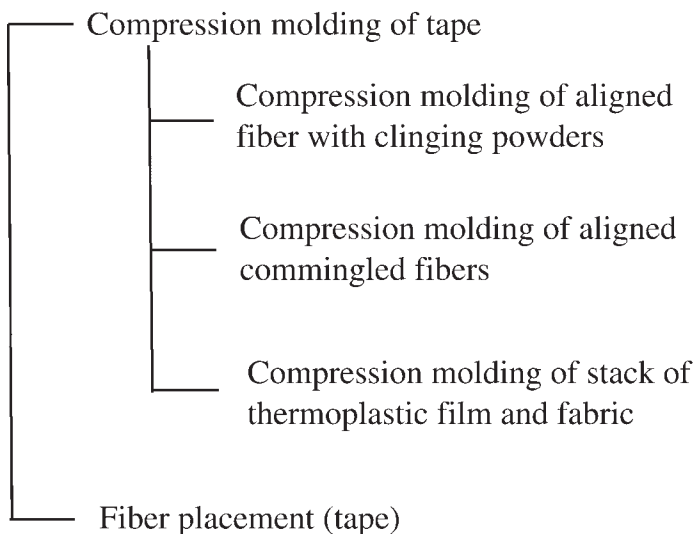 Compression molding of tape
Compression molding of aligned
fiber with clinging powders
Compression molding of aligned
commingled fibers
Compression molding of stack of
thermoplastic film and fabric
Fiber placement (tape)